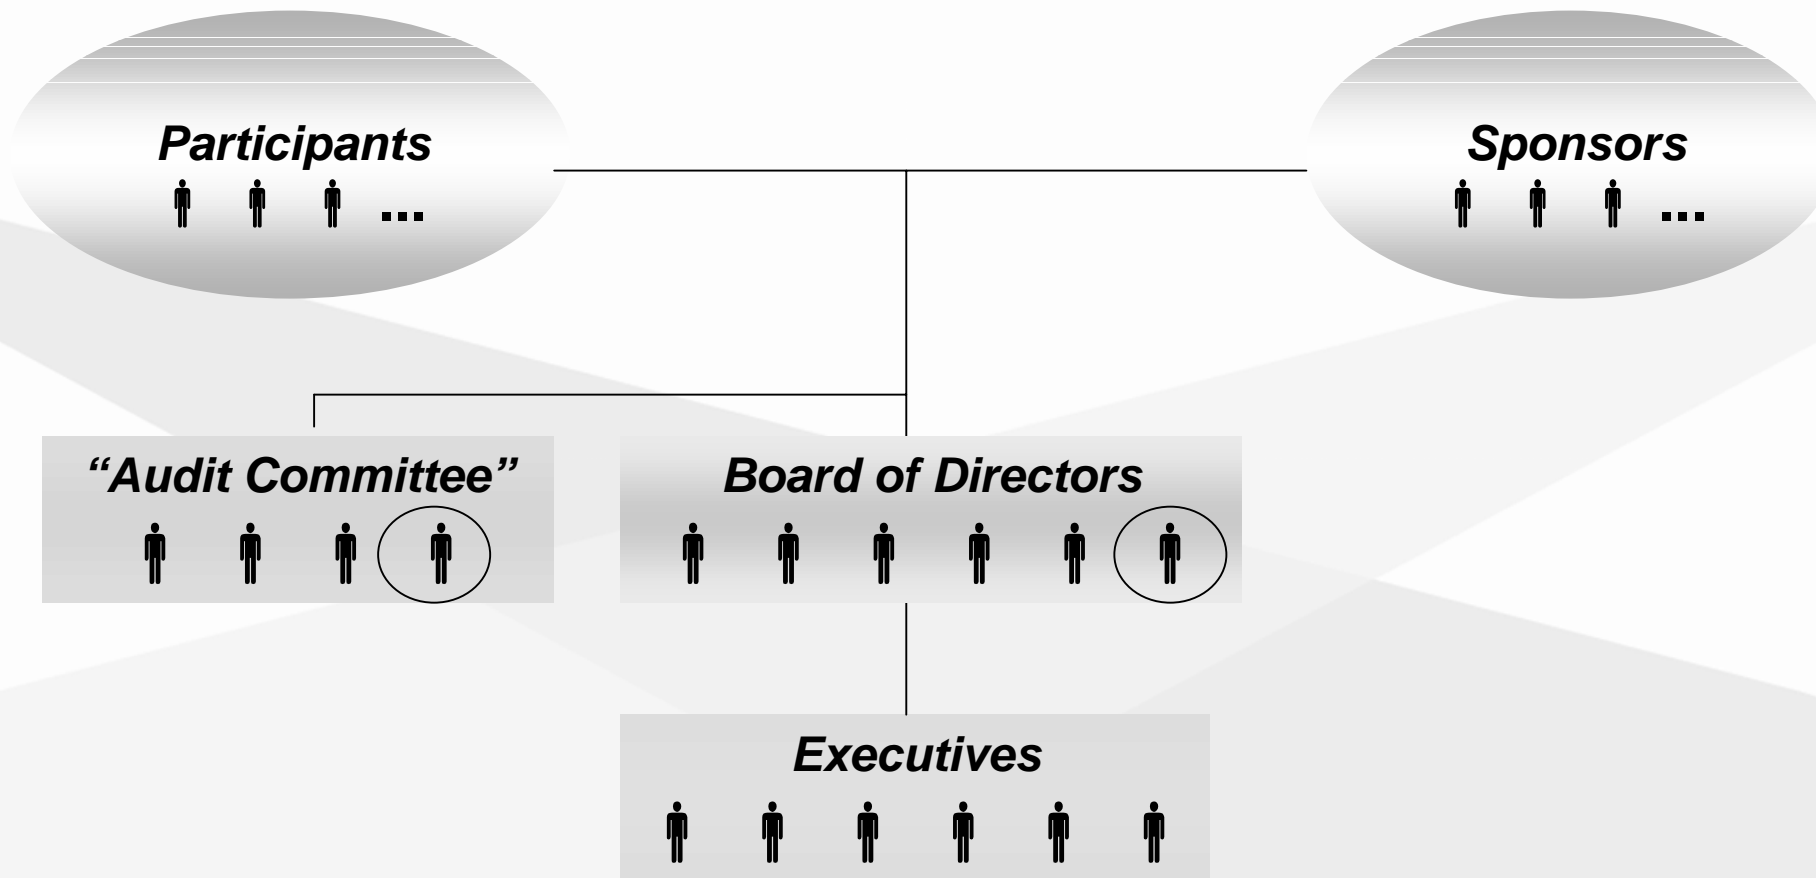 Participants
...
Sponsors
...
“Audit Committee”
Board of Directors
Executives